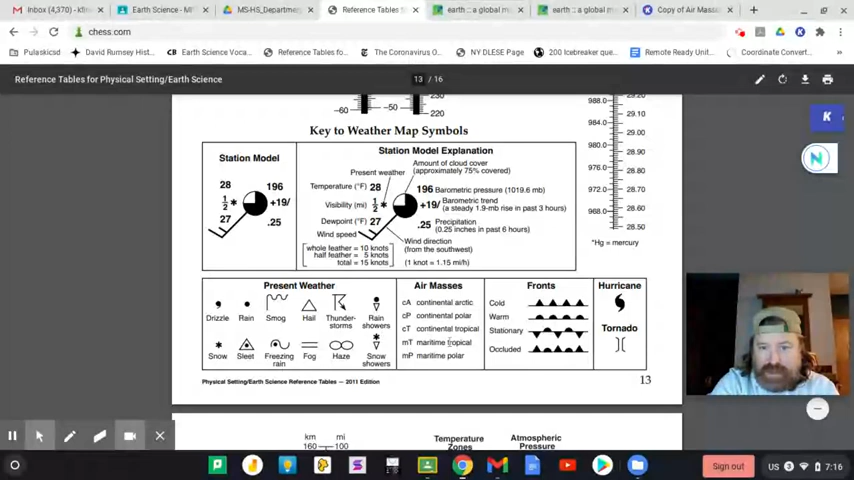 Inbox (4,370) - kfine
Earth Science - M
MS-HS_Departme
Reference Tables f
earth :: a global m
earth :: a global ma
Copy of Air Massa
chess.com
Pulaskicsd
David Rumsey Hist...
Earth Science Voca...
Reference Tables fo...
The Coronavirus O...
NY DLESE Page
200 Icebreaker que...
Remote Ready Unit...
Coordinate Convert...
Reference Tables for Physical Setting/Earth Science
13 / 16
K
N
–60
–50
230
220
988.0
984.0
980.0
976.0
972.0
968.0
29.20
29.10
29.00
28.90
28.80
28.70
28.60
28.50
*Hg = mercury
Key to Weather Map Symbols
Station Model
28
196
1/2
+19/
27
.25
Station Model Explanation
Present weather
Amount of cloud cover
(approximately 75% covered)
Temperature (°F) 28
196 Barometric pressure (1019.6 mb)
Visibility (mi) 1/2
+19/ Barometric trend
(a steady 1.9-mb rise in past 3 hours)
Dewpoint (°F) 27
.25 Precipitation
(0.25 inches in past 6 hours)
Wind speed
whole feather = 10 knots
half feather = 5 knots
total = 15 knots
Wind direction
(from the southwest)
(1 knot = 1.15 mi/h)
Present Weather
Drizzle
Rain
Smog
Hail
Thunder-
storms
Rain
showers
Snow
Sleet
Freezing
rain
Fog
Haze
Snow
showers
Air Masses
cA continental arctic
cP continental polar
cT continental tropical
mT maritime tropical
mP maritime polar
Fronts
Cold
Warm
Stationary
Occluded
Hurricane
Tornado
Physical Setting/Earth Science Reference Tables — 2011 Edition
13
km
mi
160
100
Temperature
Zones
Atmospheric
Pressure
Sign out
US
3
7:16